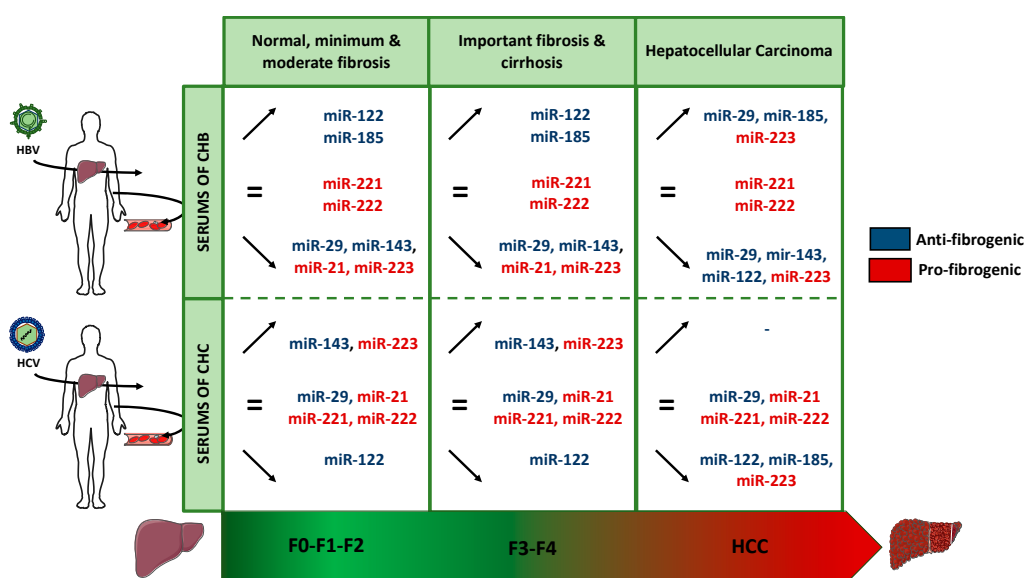 Normal, minimum &
moderate fibrosis
Important fibrosis &
cirrhosis
Hepatocellular Carcinoma
HBV
SERUMS OF CHB
miR-122
miR-185
miR-122
miR-185
miR-29, miR-185,
miR-223
=
miR-221
miR-222
=
miR-221
miR-222
=
miR-221
miR-222
miR-29, miR-143,
miR-21, miR-223
miR-29, miR-143,
miR-21, miR-223
miR-29, mir-143,
miR-122, miR-223
Anti-fibrogenic
Pro-fibrogenic
HCV
SERUMS OF CHC
miR-143, miR-223
miR-143, miR-223
-
=
miR-29, miR-21
miR-221, miR-222
=
miR-29, miR-21
miR-221, miR-222
=
miR-29, miR-21
miR-221, miR-222
miR-122
miR-122
miR-122, miR-185,
miR-223
F0-F1-F2
F3-F4
HCC